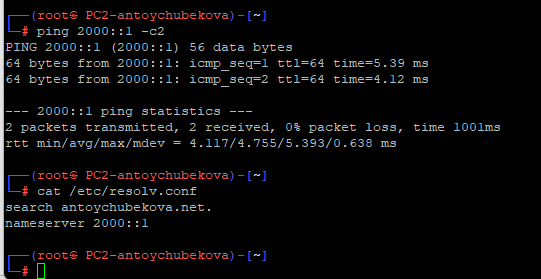 ┌──(root㉿ PC2-antoychubekova)-[~]
└─# ping 2000::1 -c2
PING 2000::1 (2000::1) 56 data bytes
64 bytes from 2000::1: icmp_seq=1 ttl=64 time=5.39 ms
64 bytes from 2000::1: icmp_seq=2 ttl=64 time=4.12 ms
--- 2000::1 ping statistics ---
2 packets transmitted, 2 received, 0% packet loss, time 1001ms
rtt min/avg/max/mdev = 4.117/4.755/5.393/0.638 ms
┌──(root㉿ PC2-antoychubekova)-[~]
└─# cat /etc/resolv.conf
search antoychubekova.net.
nameserver 2000::1
┌──(root㉿ PC2-antoychubekova)-[~]
└─#